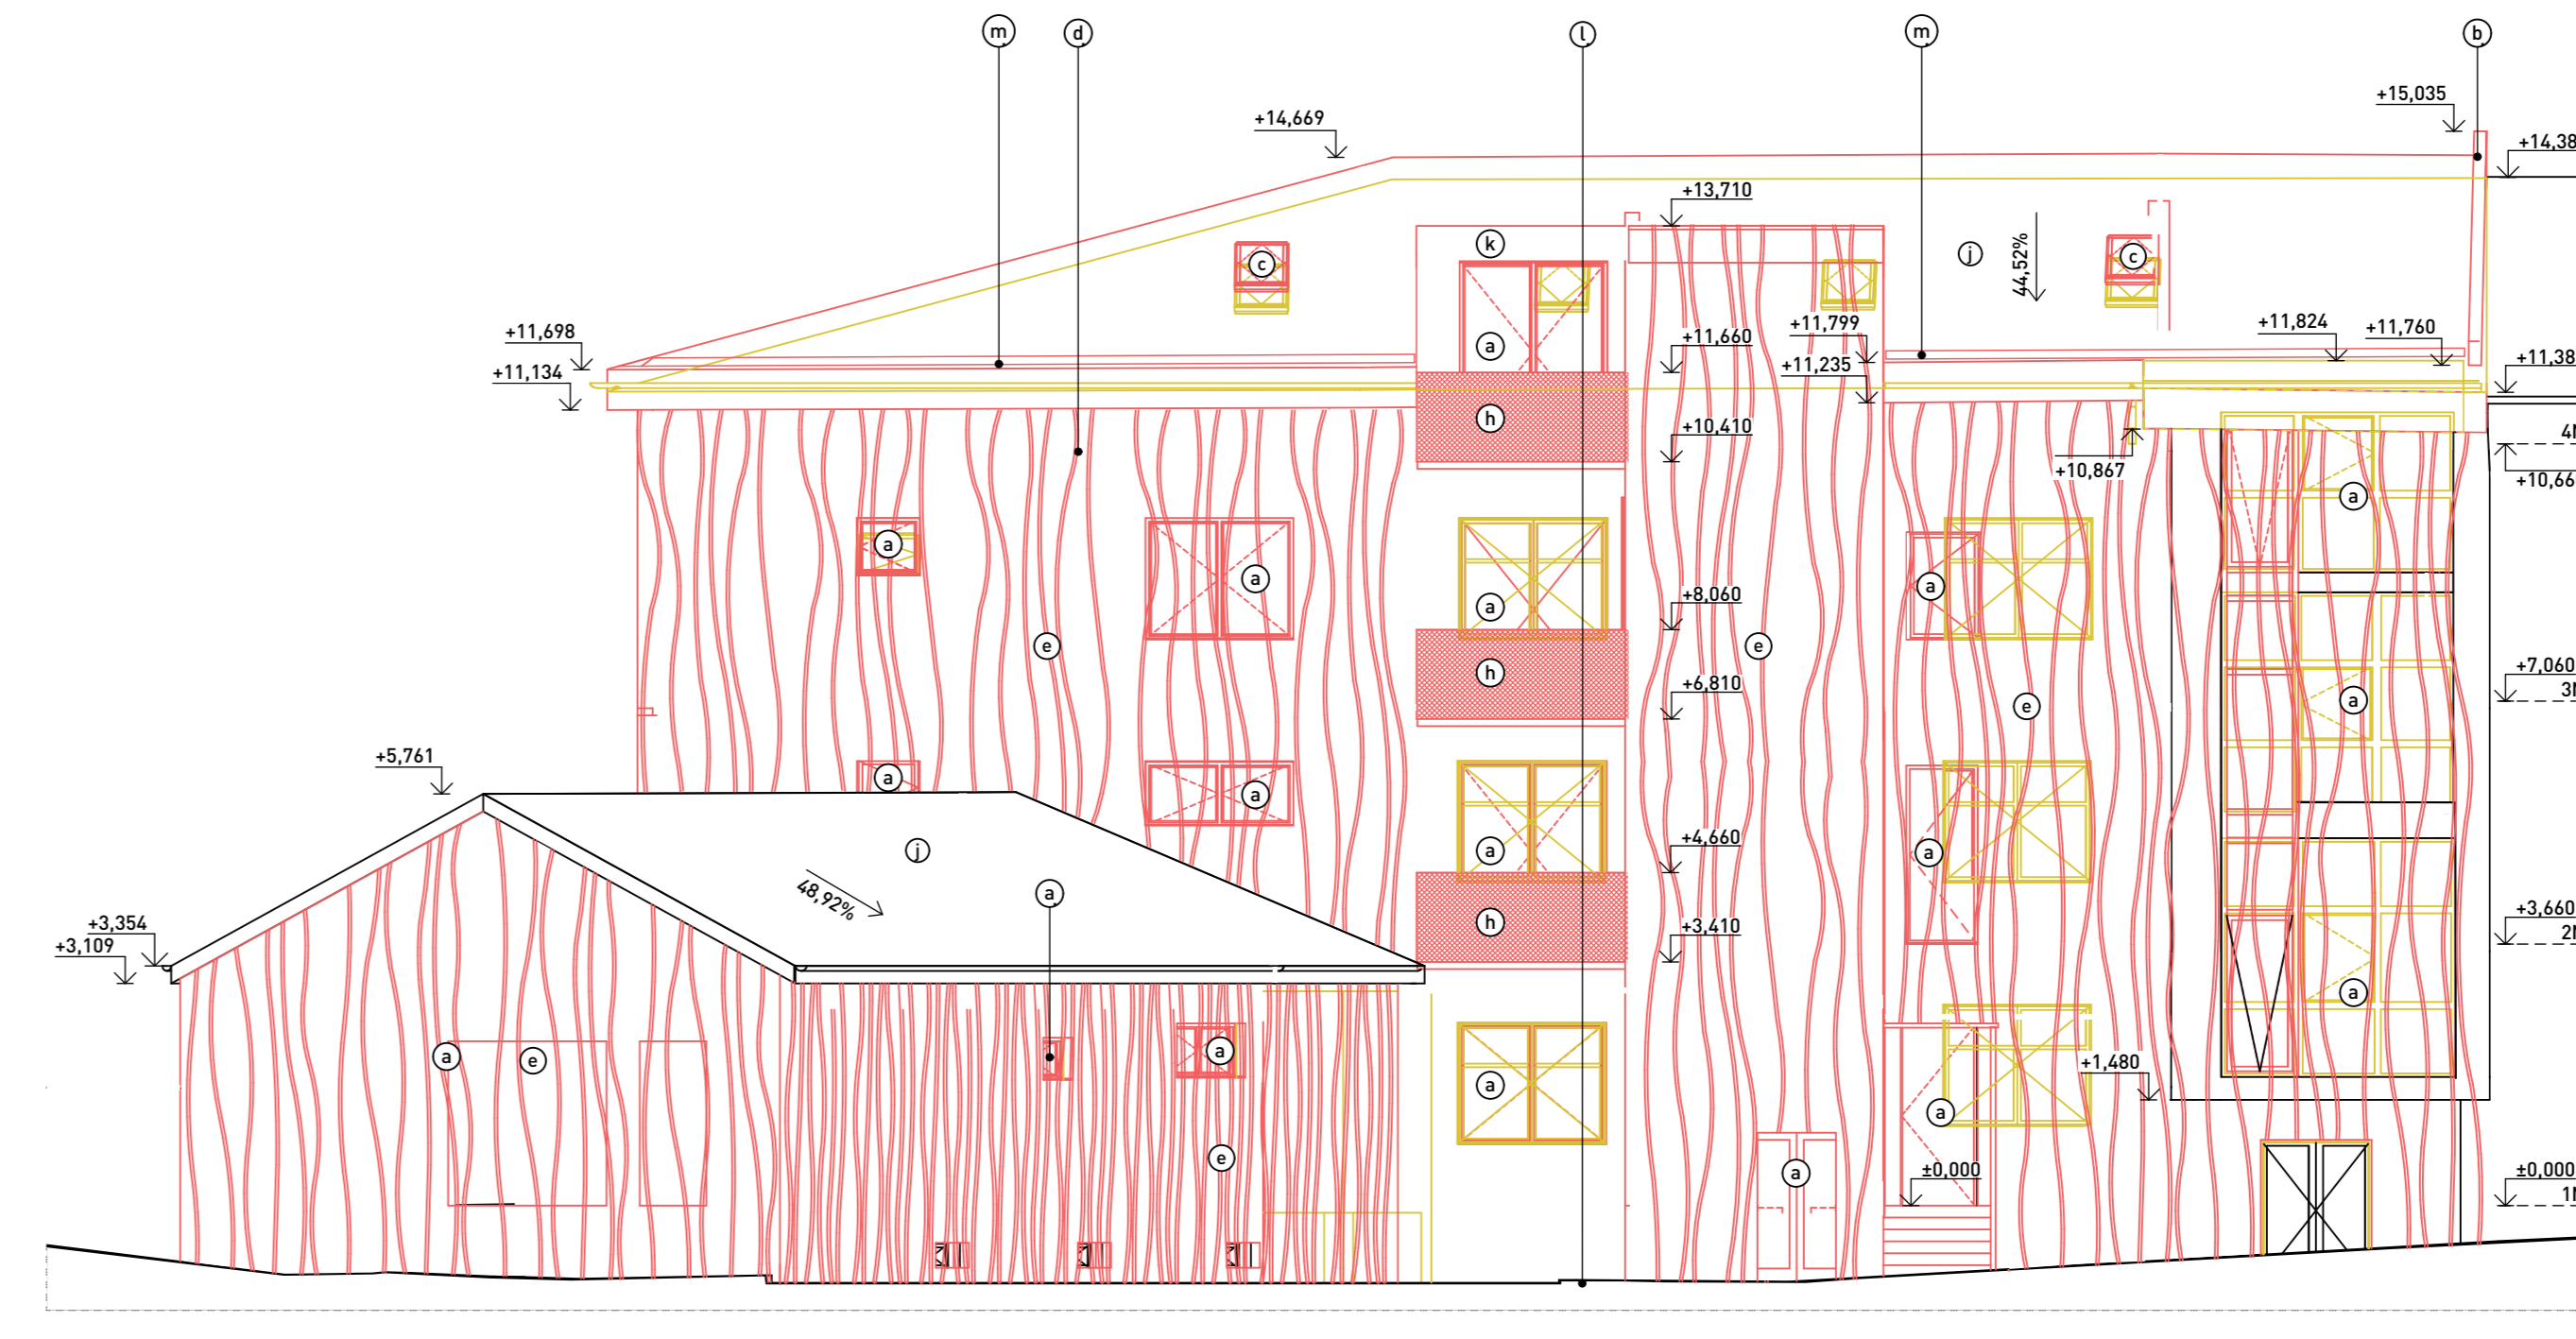 m d l m b
+15,035
+14,669
+14,38
+13,710
k
c
j
44,52%
c
+11,698
+11,660
+11,799
+11,824
+11,760
a
+11,134
+11,235
+11,38
h
+10,410
4
+10,867
+10,66
a
a
a
a
a
+8,060
a
e
e
h
+6,810
e
a
+7,060
3
+5,761
a
a
j
48,92%
a
+4,660
a
a
+3,354
+3,109
h
+3,410
+3,660
2
a
a
e
a
a
+1,480
a
e
a
±0,000
±0,000
1